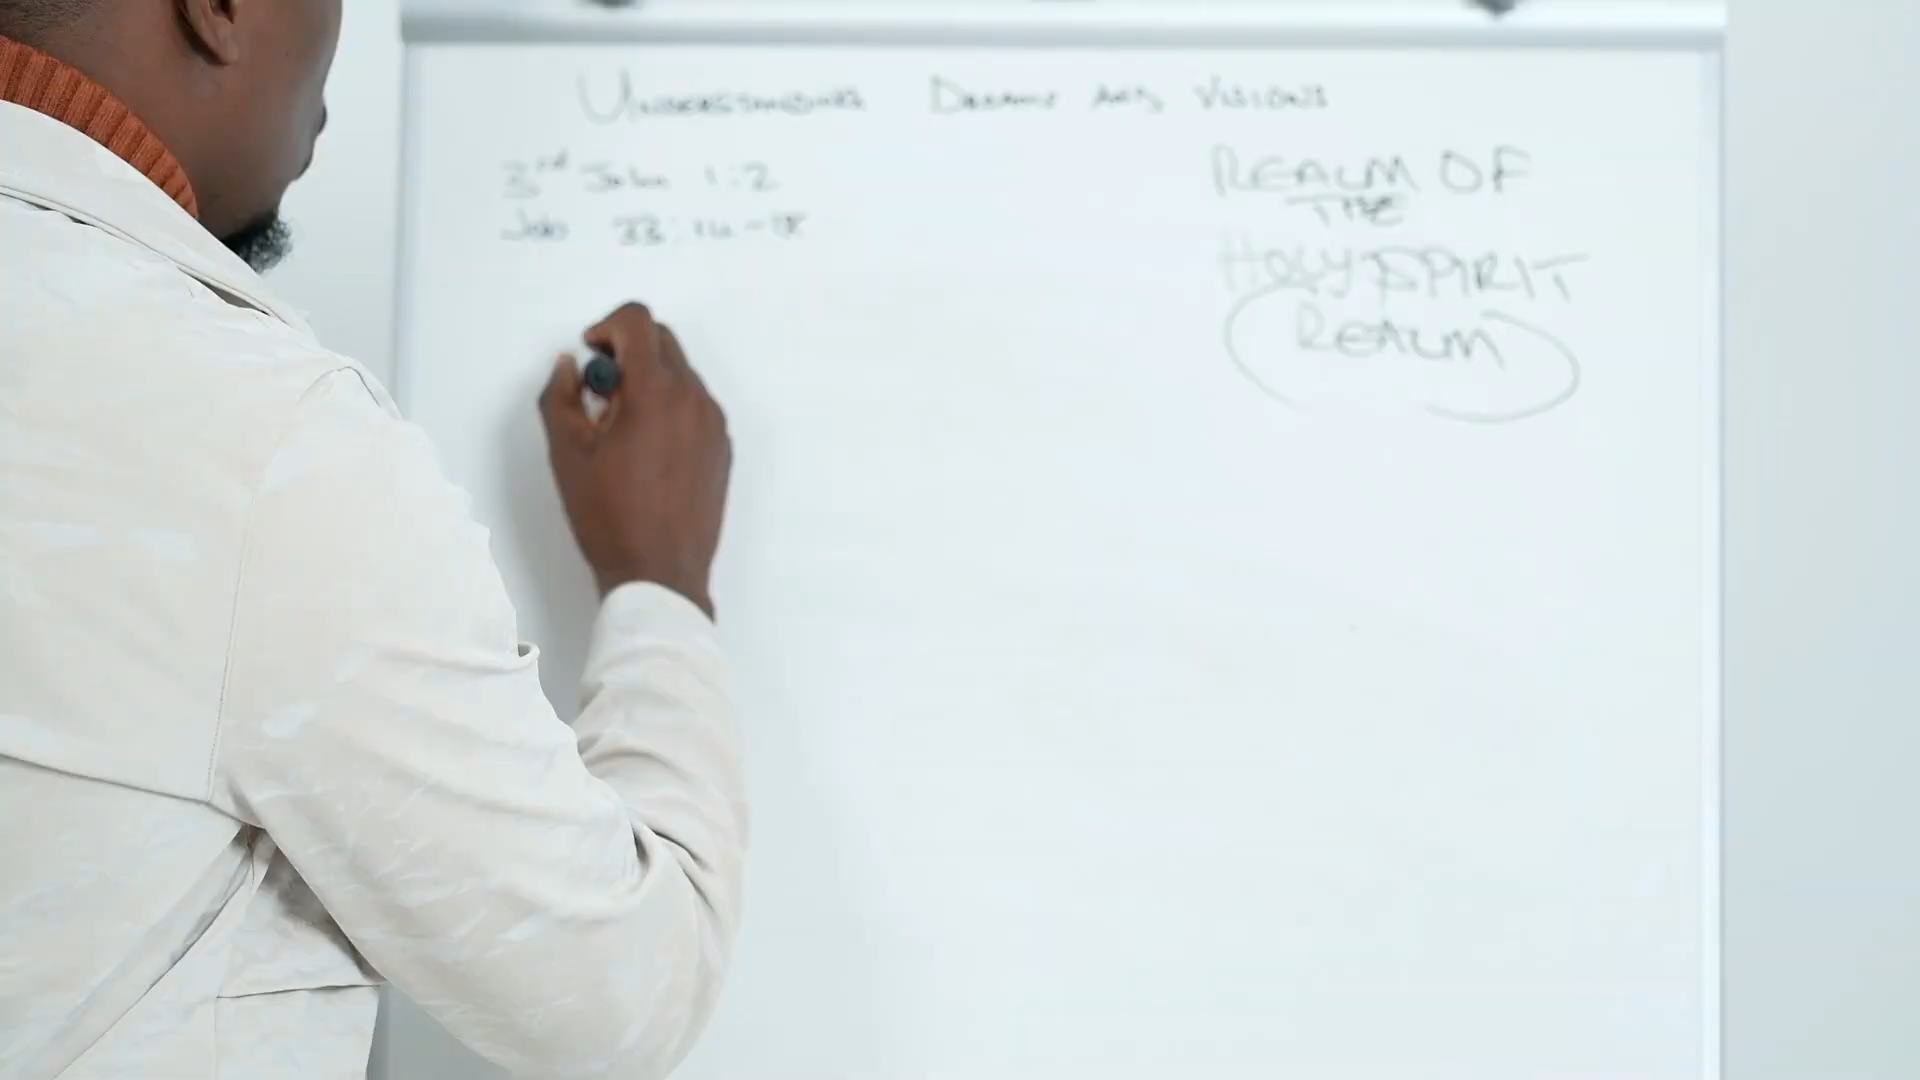 UNDERSTANDING DREAMS AND VISIONS
3rd John 1:2
Job 33:14-18
REALM OF
THE
HOLY SPIRIT
REALM